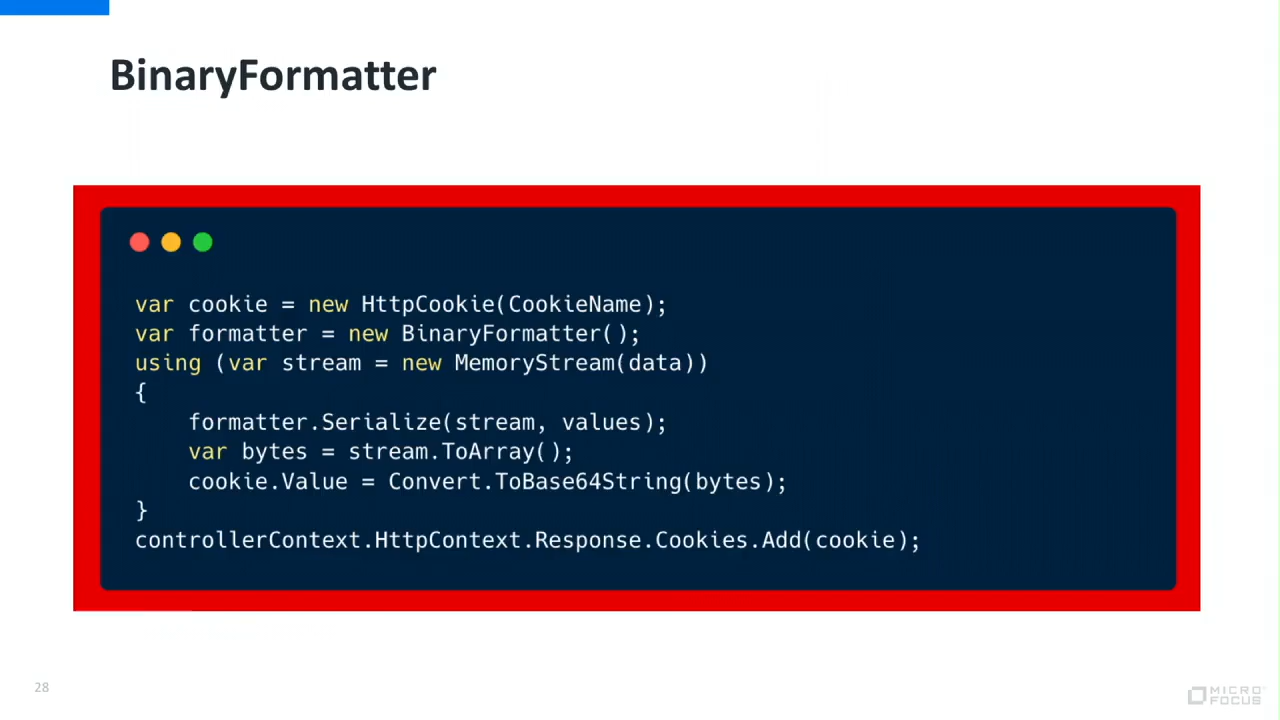 BinaryFormatter
var cookie = new HttpCookie(CookieName);
var formatter = new BinaryFormatter();
using (var stream = new MemoryStream(data))
{
    formatter.Serialize(stream, values);
    var bytes = stream.ToArray();
    cookie.Value = Convert.ToBase64String(bytes);
}
controllerContext.HttpContext.Response.Cookies.Add(cookie);
28
MICRO
FOCUS